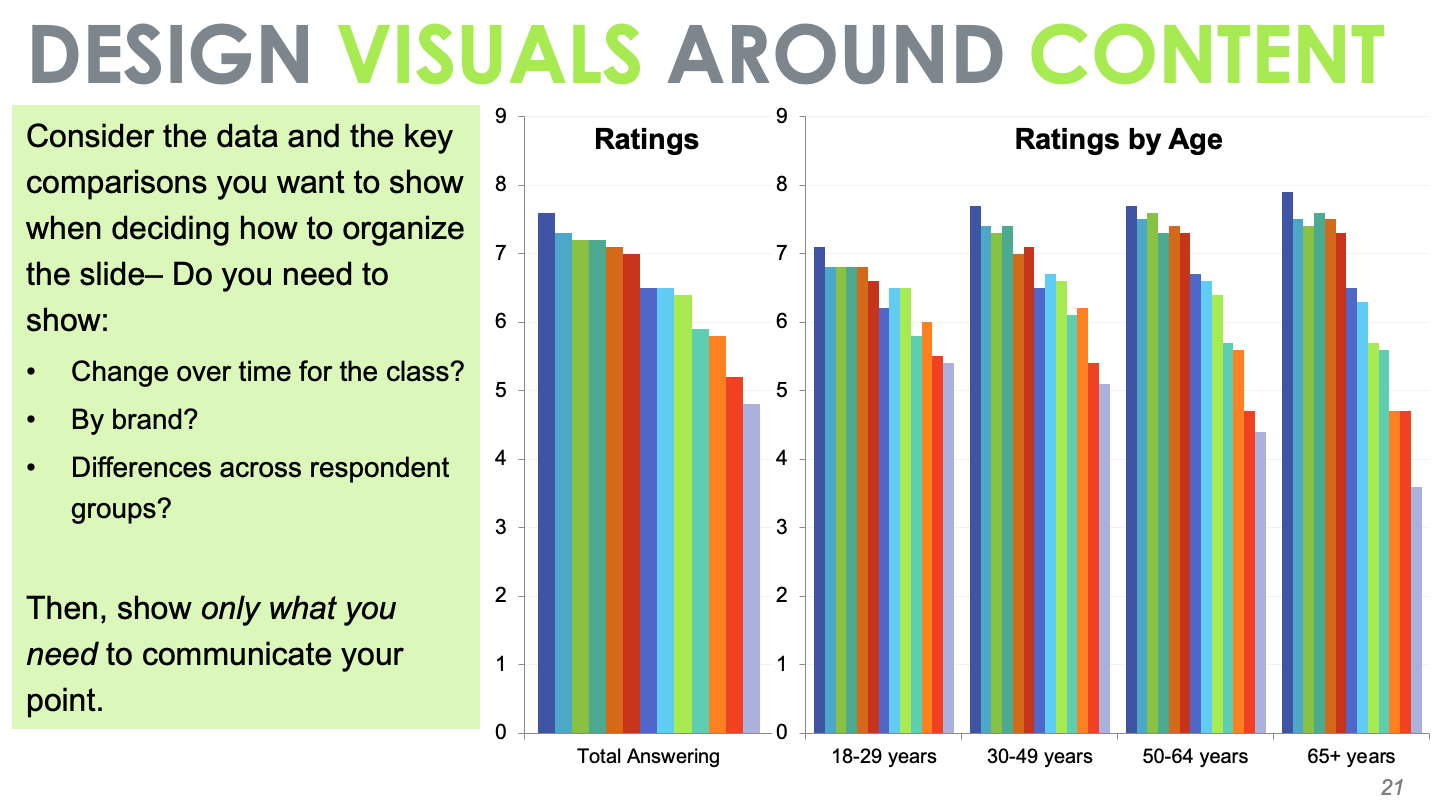 DESIGN VISUALS AROUND CONTENT
Consider the data and the key
comparisons you want to show
when deciding how to organize
the slide– Do you need to
show:
• Change over time for the class?
• By brand?
• Differences across respondent
groups?
Then, show only what you
need to communicate your
point.
Ratings
9
8
7
6
5
4
3
2
1
0
Total Answering
Ratings by Age
9
8
7
6
5
4
3
2
1
0
18-29 years
30-49 years
50-64 years
65+ years
21